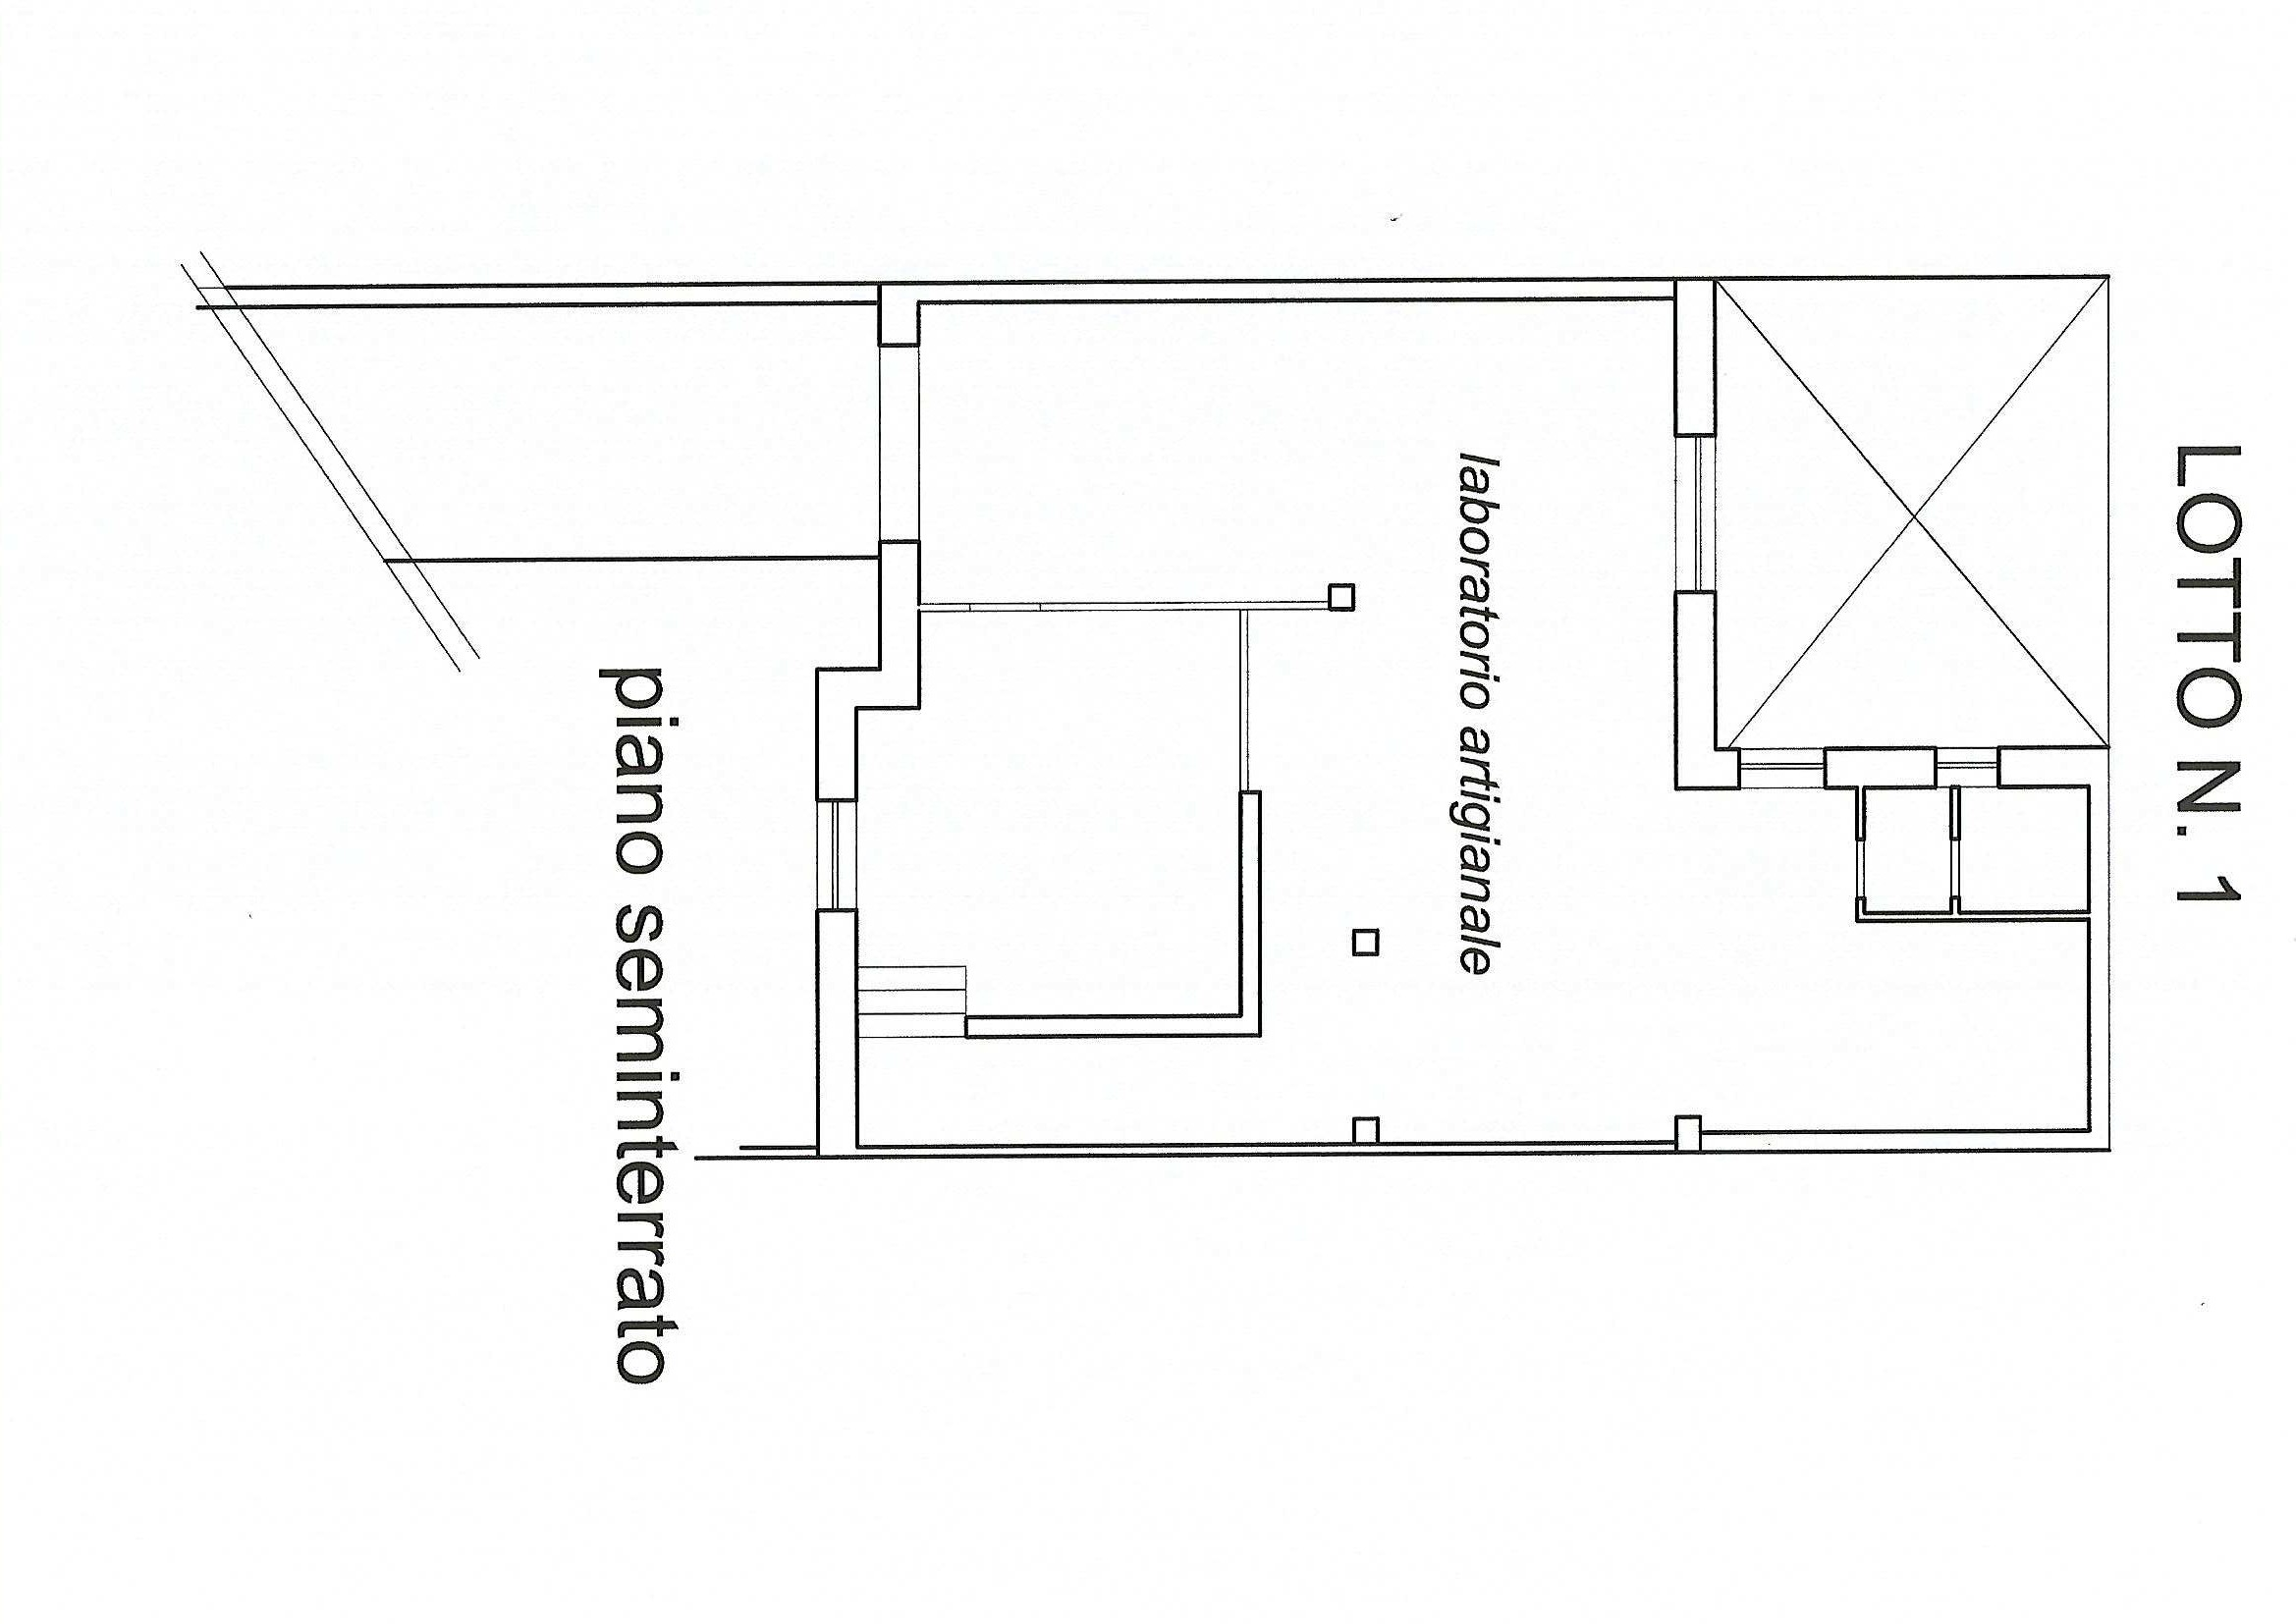 LOTTO N. 1
laboratorio artigianale
piano seminterrato